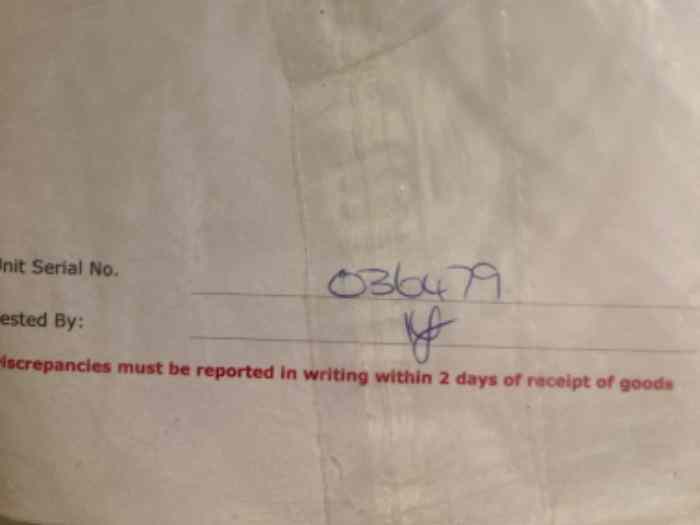 nit Serial No. 036479
ested By:
iscrepancies must be reported in writing within 2 days of receipt of goods